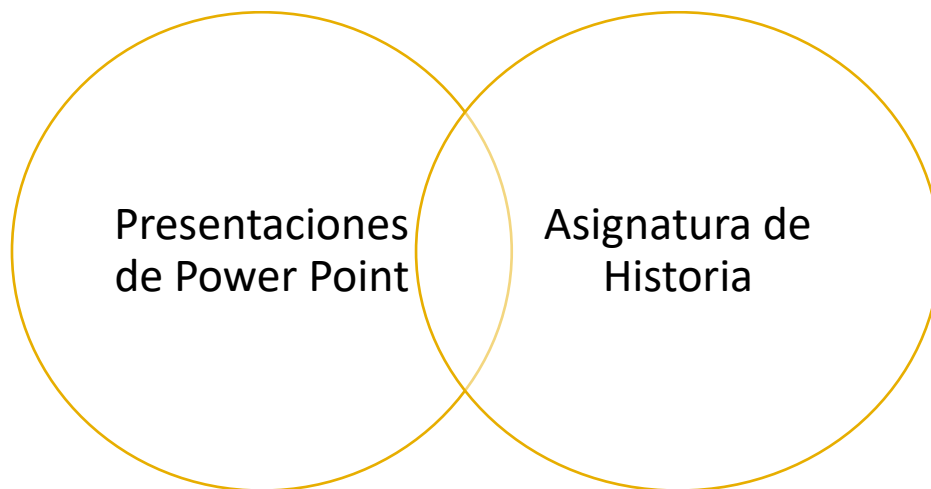 Presentaciones
de Power Point
Asignatura de
Historia